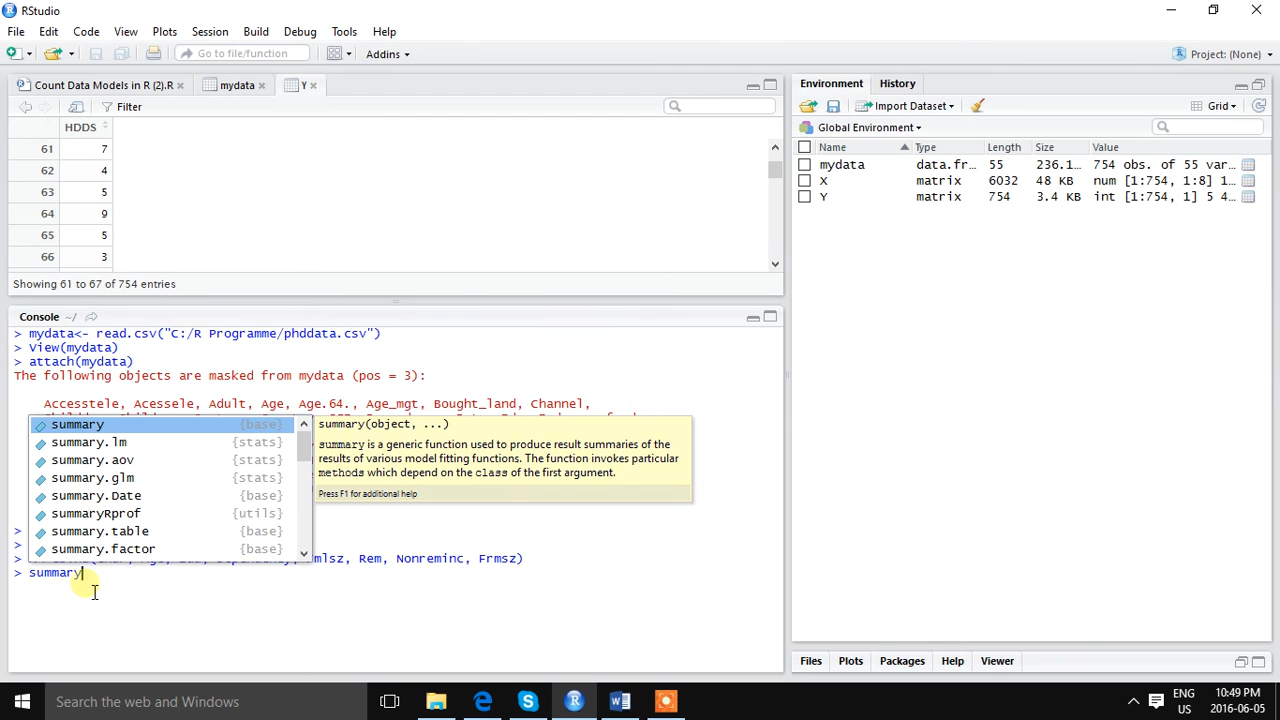 RStudio
File Edit Code View Plots Session Build Debug Tools Help
Go to file/function
Addins
Project: (None)
Count Data Models in R (2).R
mydata
Y
Filter
HDDS
61 7
62 4
63 5
64 9
65 5
66 3
Showing 61 to 67 of 754 entries
Environment History
Import Dataset
Grid
Global Environment
Name Type Length Size Value
mydata data.fr… 55 236.1… 754 obs. of 55 var…
X matrix 6032 48 KB num [1:754, 1:8] 1…
Y matrix 754 3.4 KB int [1:754, 1] 5 4…
Console ~/
> mydata<- read.csv("C:/R Programme/phddata.csv")
> View(mydata)
> attach(mydata)
The following objects are masked from mydata (pos = 3):
Accesstele, Acessele, Adult, Age, Age.64., Age_mgt, Bought_land, Channel,
summary {base}
summary.lm {stats}
summary.aov {stats}
summary.glm {stats}
summary.Date {base}
summaryRprof {utils}
summary.table {base}
summary.factor {base}
summary(object, ...)
summary is a generic function used to produce result summaries of the
results of various model fitting functions. The function invokes particular
methods which depend on the class of the first argument.
Press F1 for additional help
>
>
> Rem, Nonreminc, Frmsz)
> summary
Files Plots Packages Help Viewer
Search the web and Windows
ENG
US
10:49 PM
2016-06-05